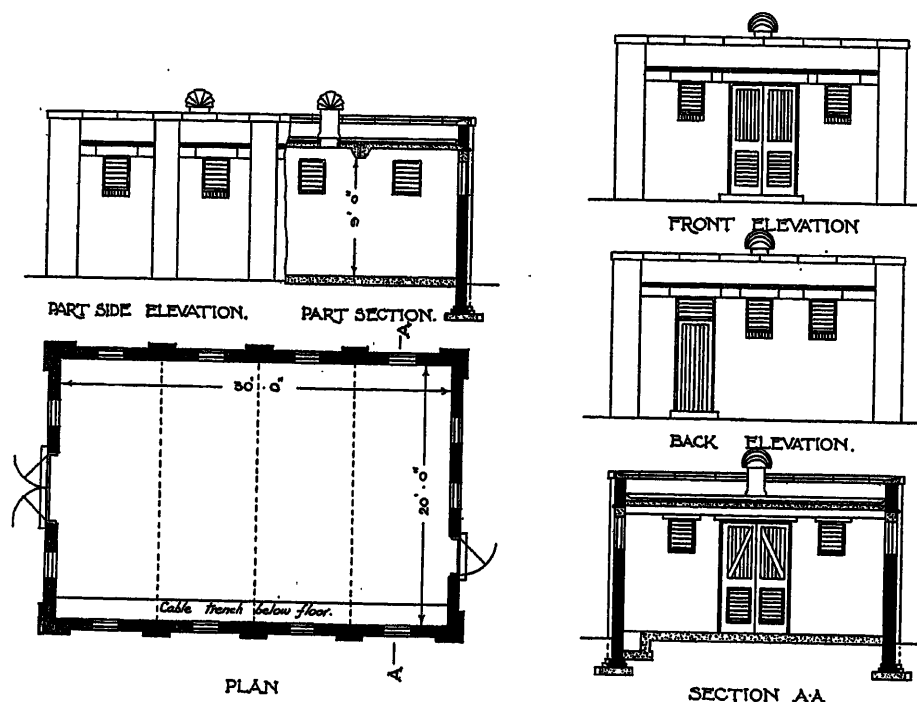 FRONT ELEVATION
9'. 0"
PART SIDE ELEVATION. PART SECTION.
A
30'. 0"
20'. 0"
Cable trench below floor.
A
PLAN
BACK ELEVATION.
SECTION A.A